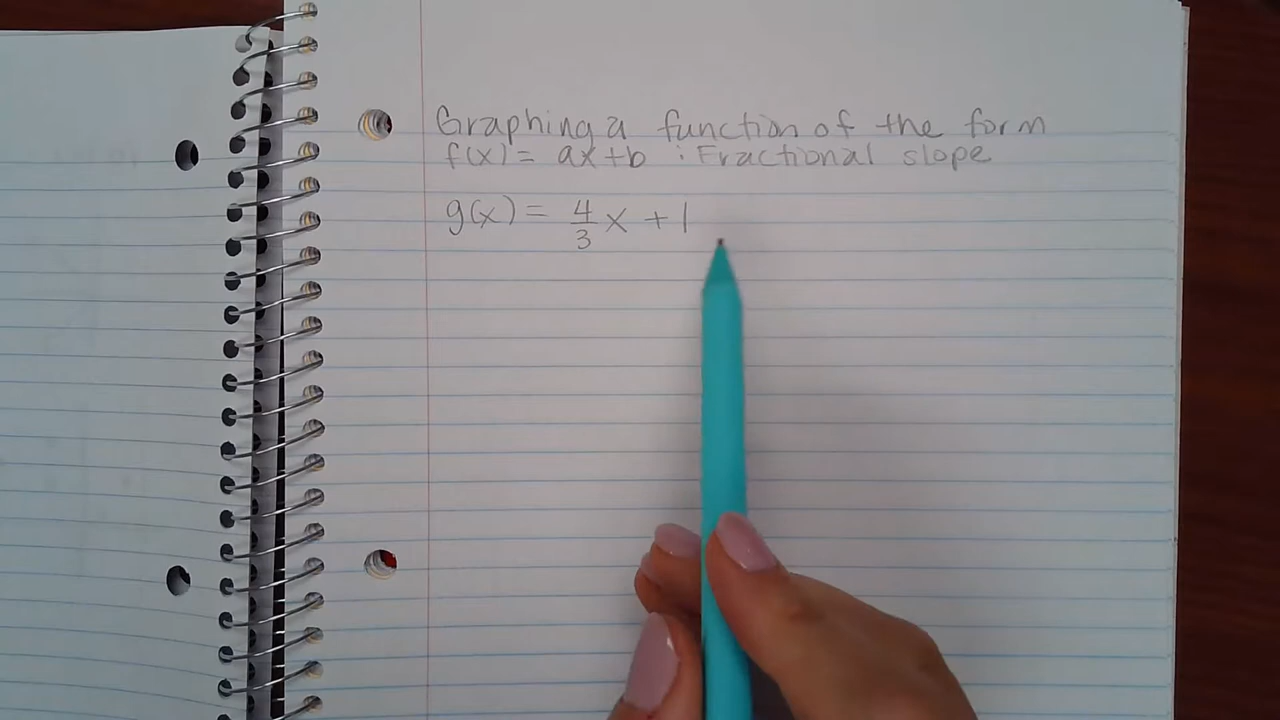 Graphing a function of the form
f(x) = ax+b : Fractional slope
g(x) = 4/3 x + 1